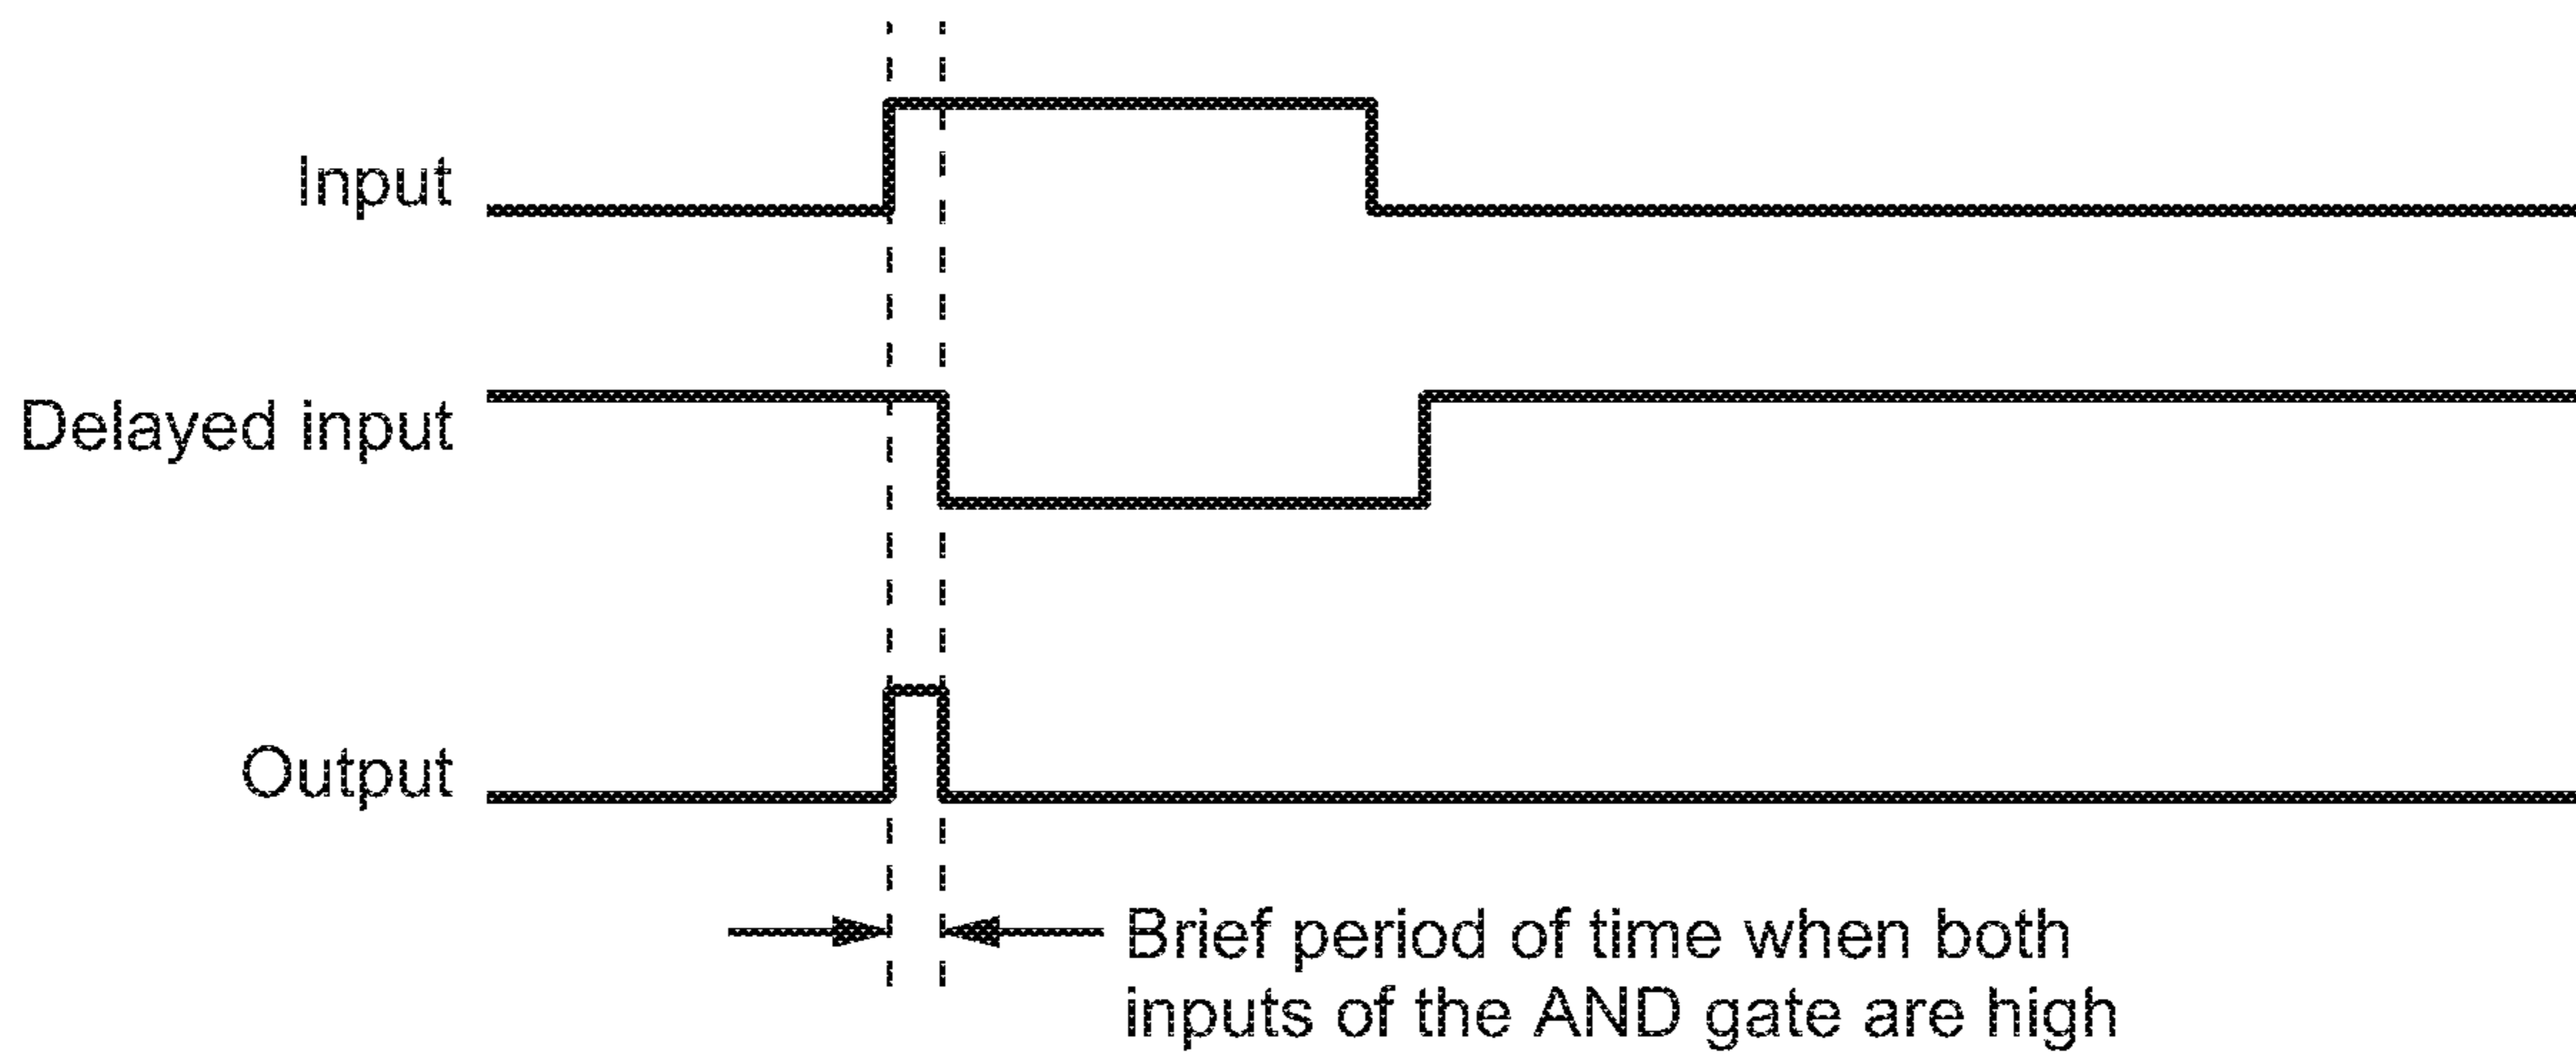 Input
Delayed input
Output
Brief period of time when both
inputs of the AND gate are high